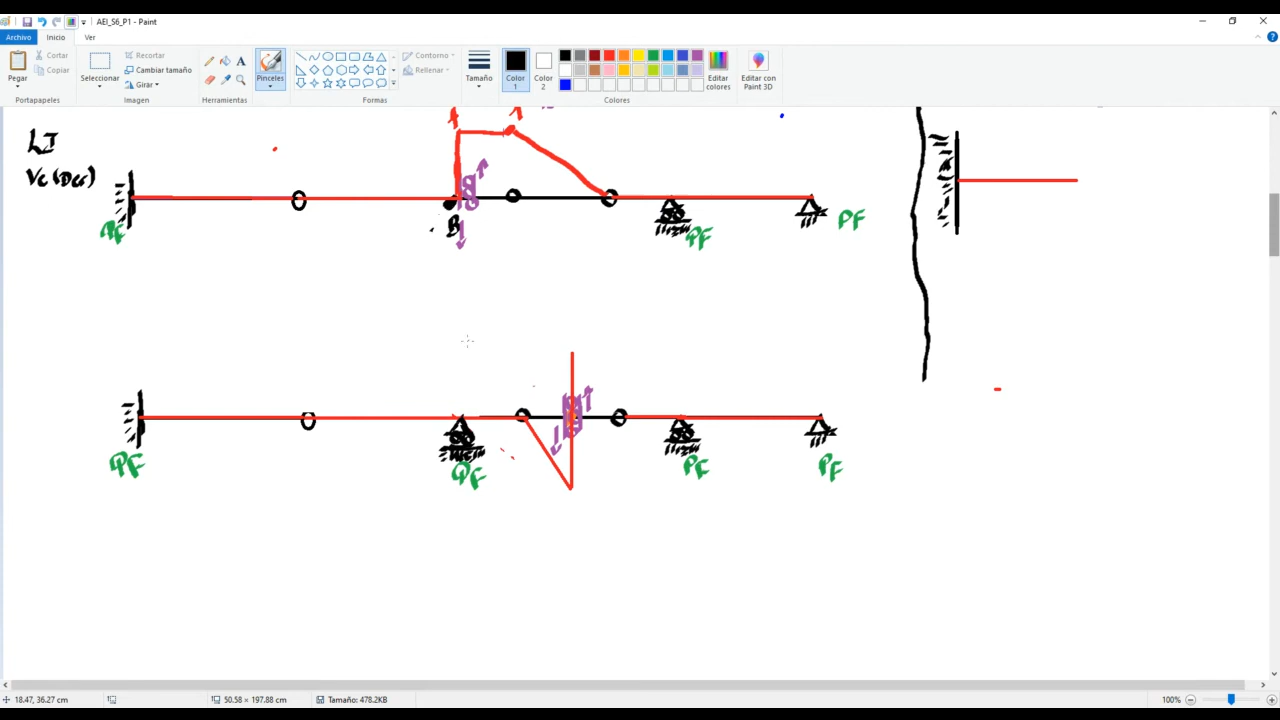 AEI_S6_P1 - Paint
Archivo Inicio Ver
Pegar
Cortar
Copiar
Portapapeles
Seleccionar
Recortar
Cambiar tamaño
Girar
Imagen
A
Herramientas
Pinceles
Contorno
Rellenar
Formas
Tamaño
Color 1
Color 2
Editar colores
Colores
Editar con Paint 3D
LI
Vc (Der)
B
PF
PF
PF
PF
PF
18.47, 36.27 cm
50.58 × 197.88 cm
Tamaño: 478.2KB
100%